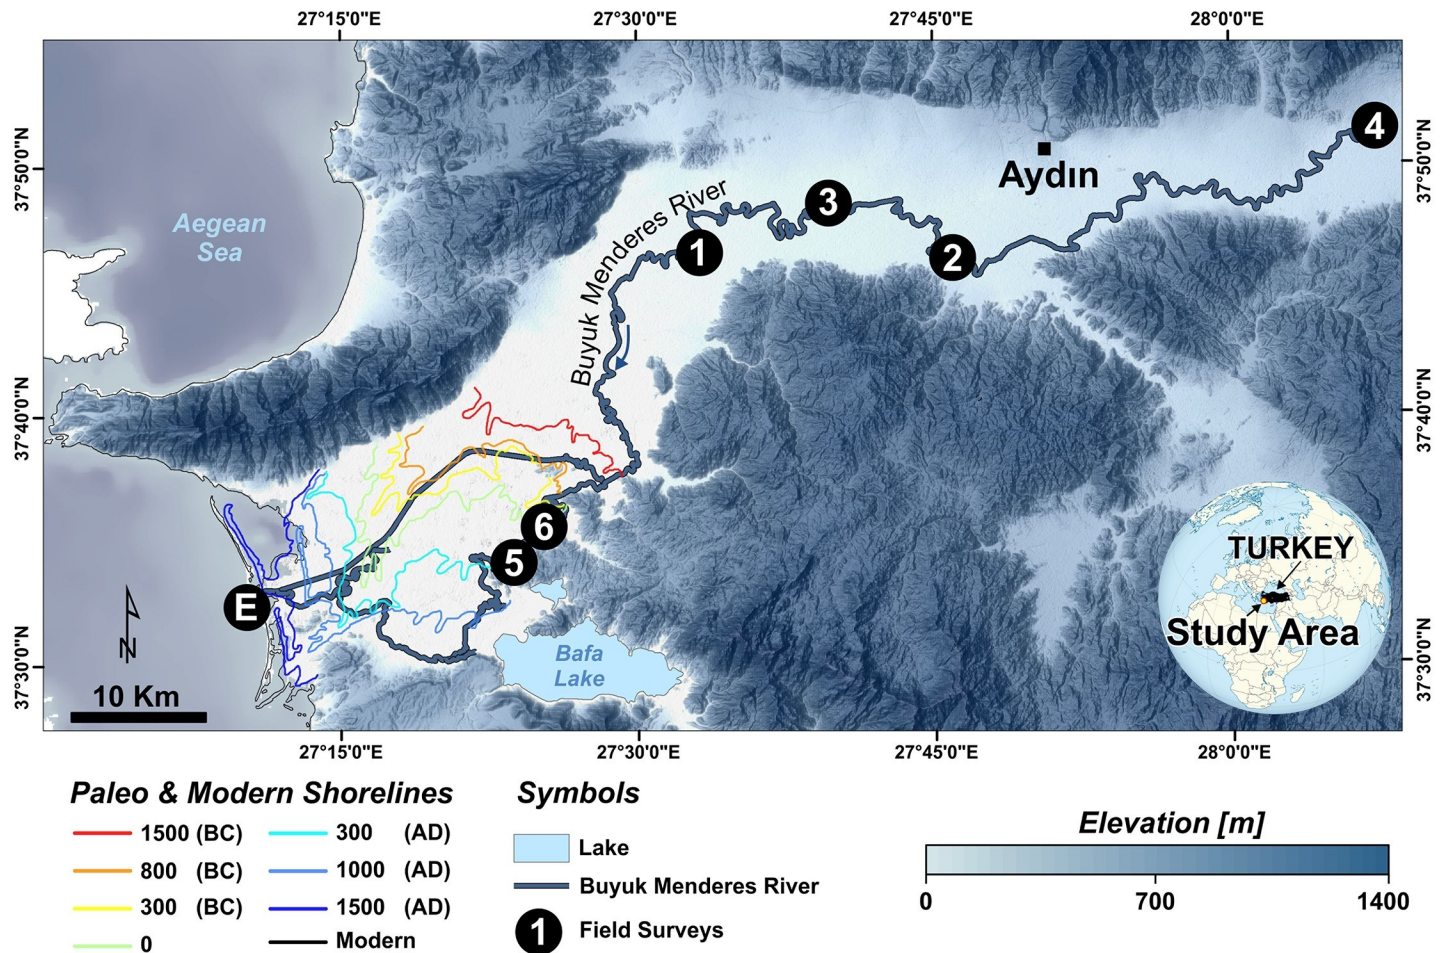 27°15'0"E 27°30'0"E 27°45'0"E 28°0'0"E
37°50'0"N
37°40'0"N
37°30'0"N
Aegean
Sea
Buyuk Menderes River
1
3
2
4
Aydın
6
5
E
N
10 Km
Bafa
Lake
TURKEY
Study Area
37°50'0"N
37°40'0"N
37°30'0"N
27°15'0"E 27°30'0"E 27°45'0"E 28°0'0"E
Paleo & Modern Shorelines
1500 (BC)
800 (BC)
300 (BC)
0
300 (AD)
1000 (AD)
1500 (AD)
Modern
Symbols
Lake
Buyuk Menderes River
1 Field Surveys
Elevation [m]
0 700 1400